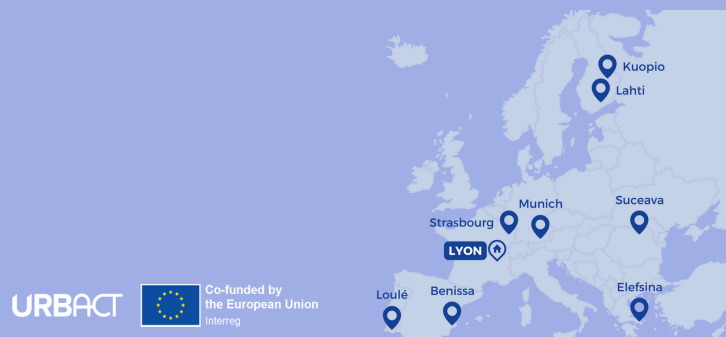 Kuopio
Lahti
Suceava
Munich
Strasbourg
LYON
Elefsina
Benissa
Loulé
URBACT
Co-funded by
the European Union
Interreg